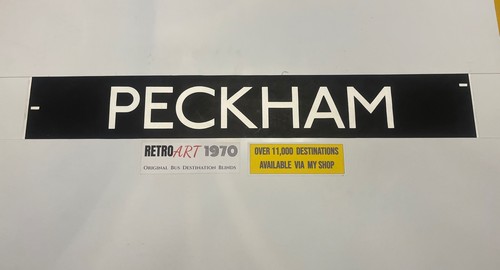 PECKHAM
RETROART 1970
ORIGINAL BUS DESTINATION BLINDS
OVER 11,000 DESTINATIONS
AVAILABLE VIA MY SHOP